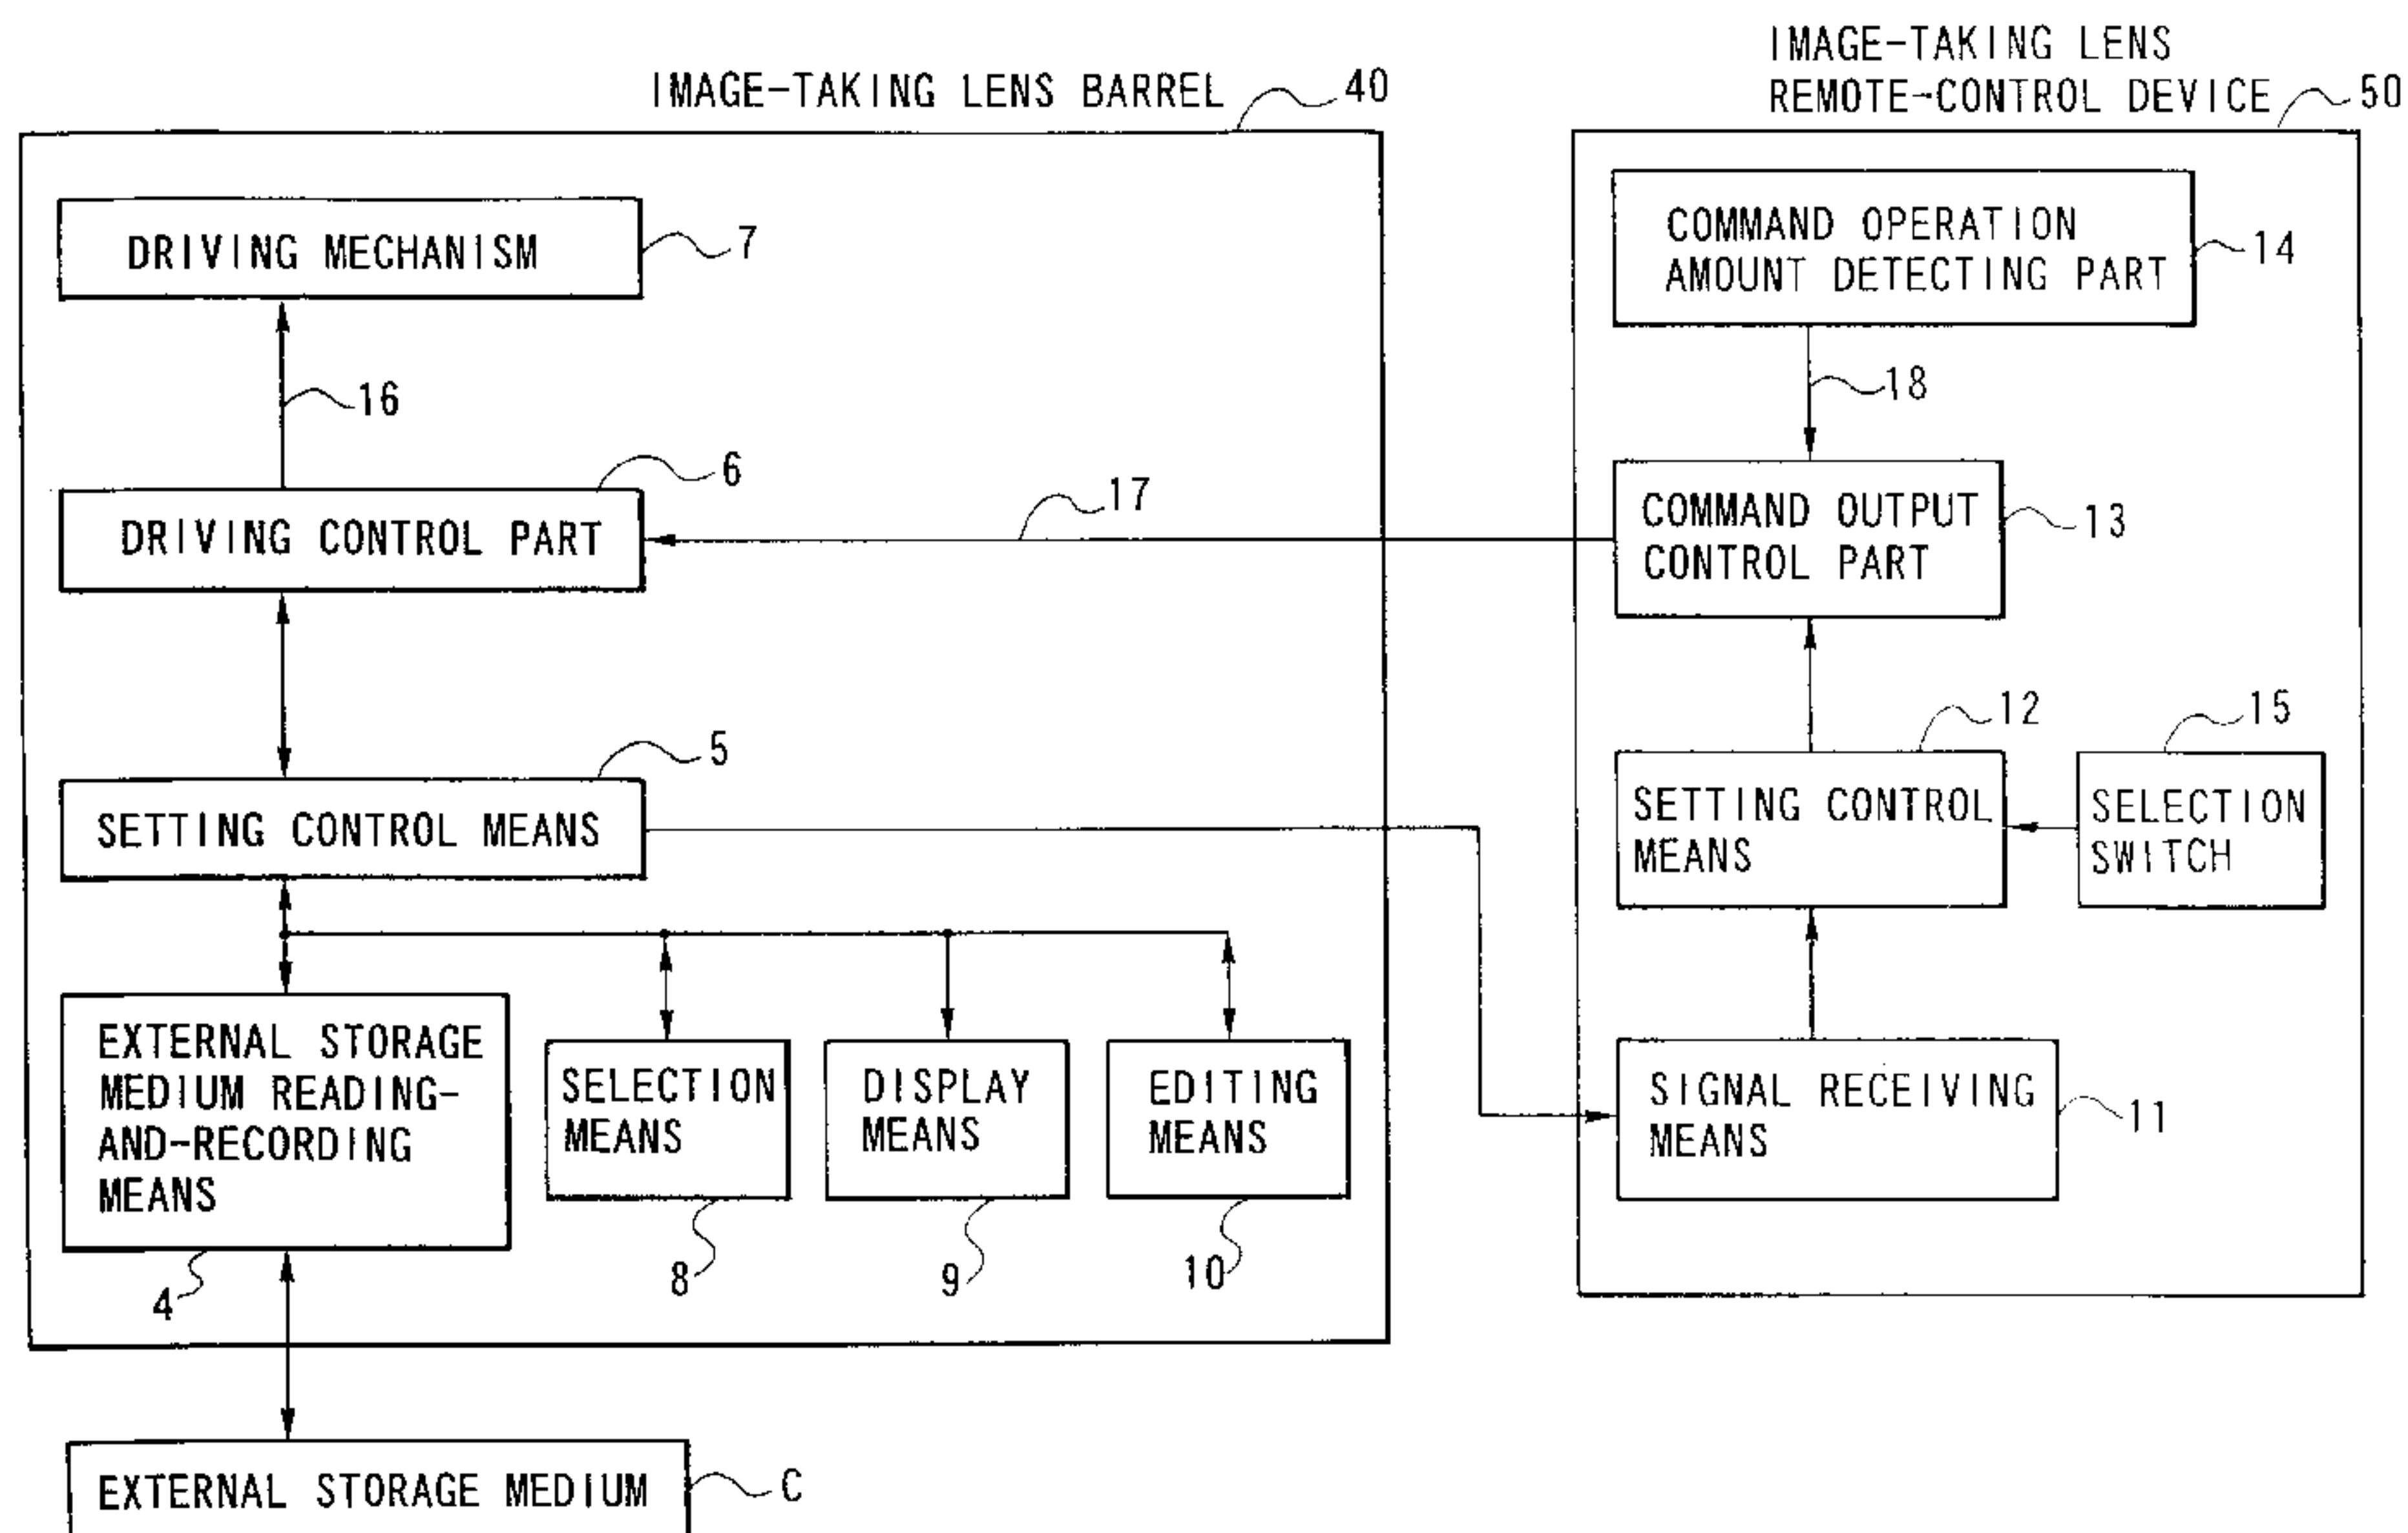 IMAGE-TAKING LENS BARREL
40
IMAGE-TAKING LENS
REMOTE-CONTROL DEVICE
50
DRIVING MECHANISM
7
16
DRIVING CONTROL PART
6
17
SETTING CONTROL MEANS
5
EXTERNAL STORAGE
MEDIUM READING-
AND-RECORDING
MEANS
4
SELECTION
MEANS
8
DISPLAY
MEANS
9
EDITING
MEANS
10
EXTERNAL STORAGE MEDIUM
C
COMMAND OPERATION
AMOUNT DETECTING PART
14
18
COMMAND OUTPUT
CONTROL PART
13
SETTING CONTROL
MEANS
12
SELECTION
SWITCH
15
SIGNAL RECEIVING
MEANS
11